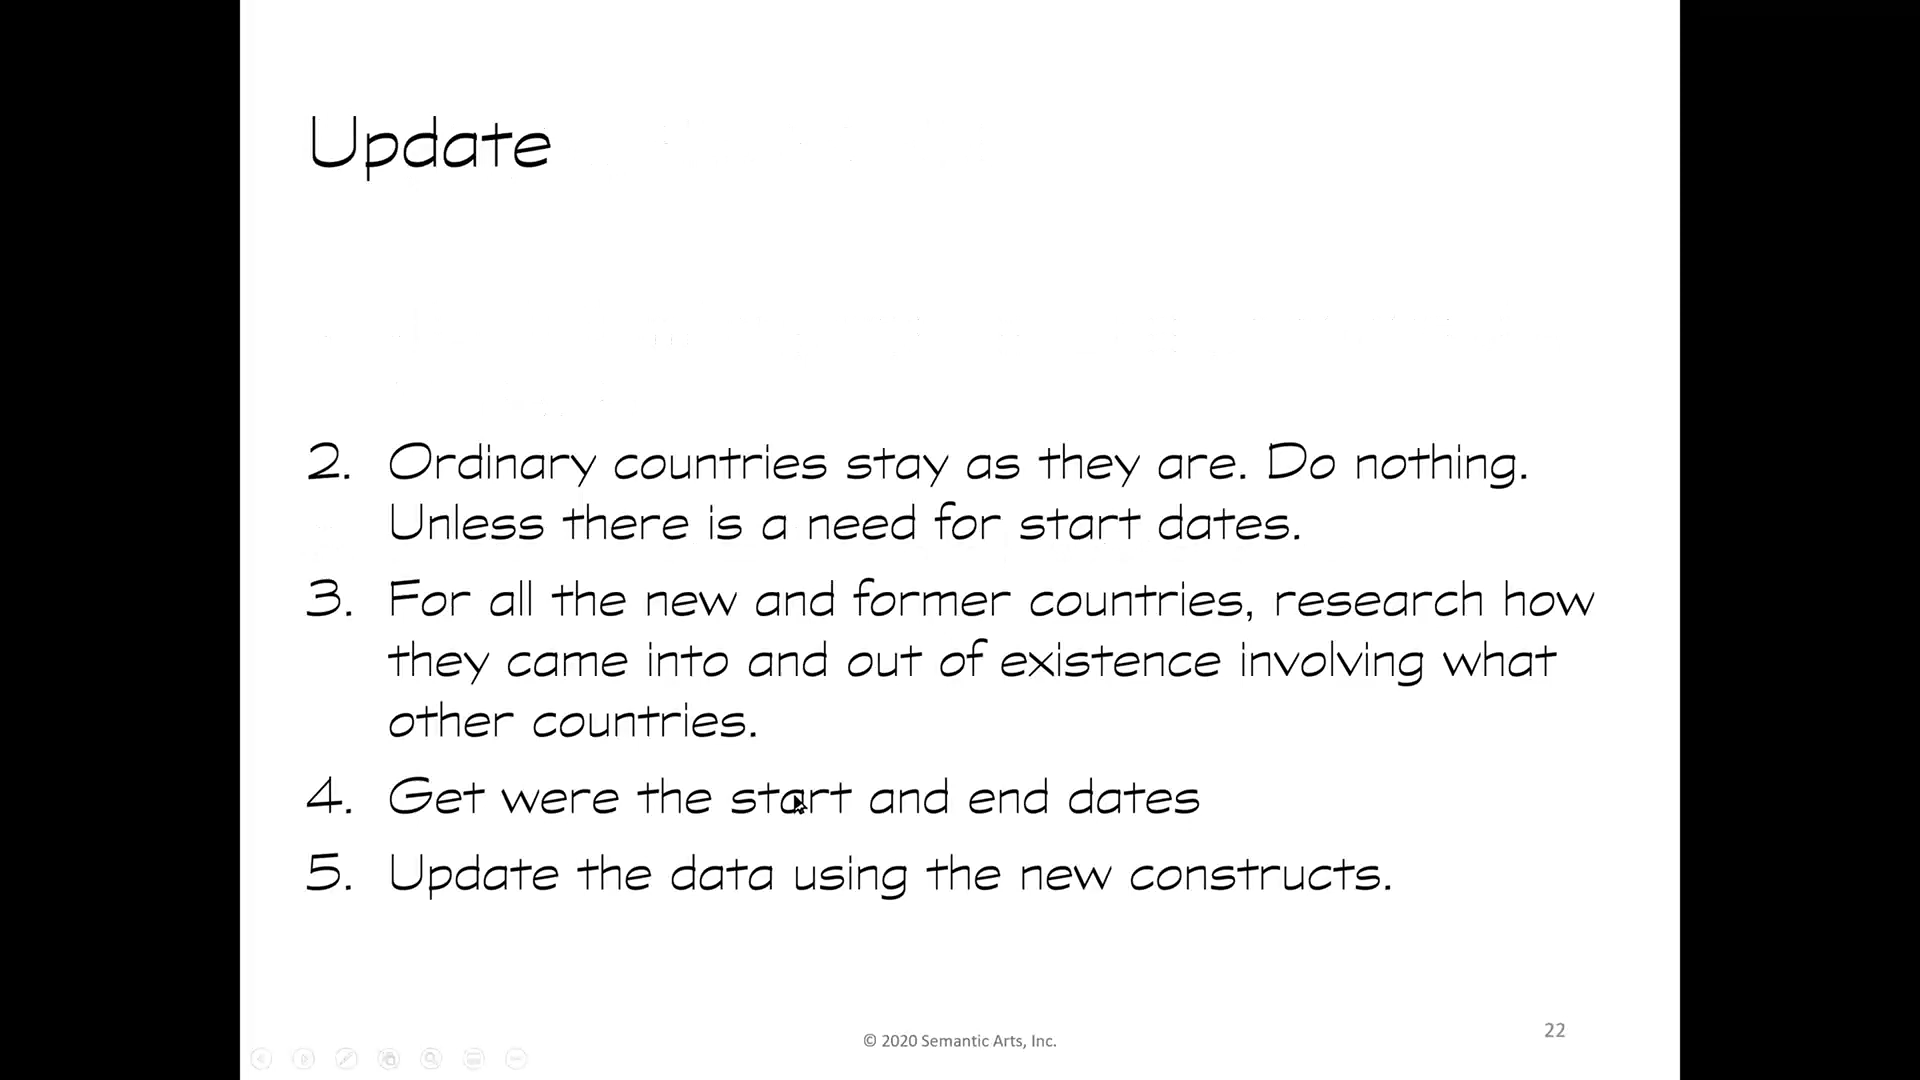 Update
2. Ordinary countries stay as they are. Do nothing.
Unless there is a need for start dates.
3. For all the new and former countries, research how
they came into and out of existence involving what
other countries.
4. Get were the start and end dates
5. Update the data using the new constructs.
© 2020 Semantic Arts, Inc.
22